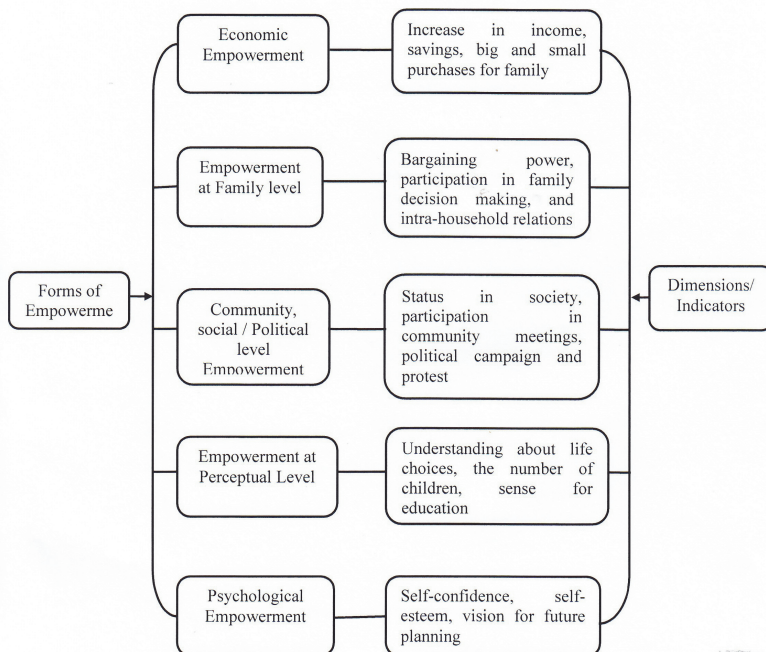 Economic
Empowerment
Increase in income,
savings, big and small
purchases for family
Empowerment
at Family level
Bargaining power,
participation in family
decision making, and
intra-household relations
Forms of
Empowerme
Community,
social / Political
level
Empowerment
Status in society,
participation in
community meetings,
political campaign and
protest
Dimensions/
Indicators
Empowerment at
Perceptual Level
Understanding about life
choices, the number of
children, sense for
education
Psychological
Empowerment
Self-confidence, self-
esteem, vision for future
planning